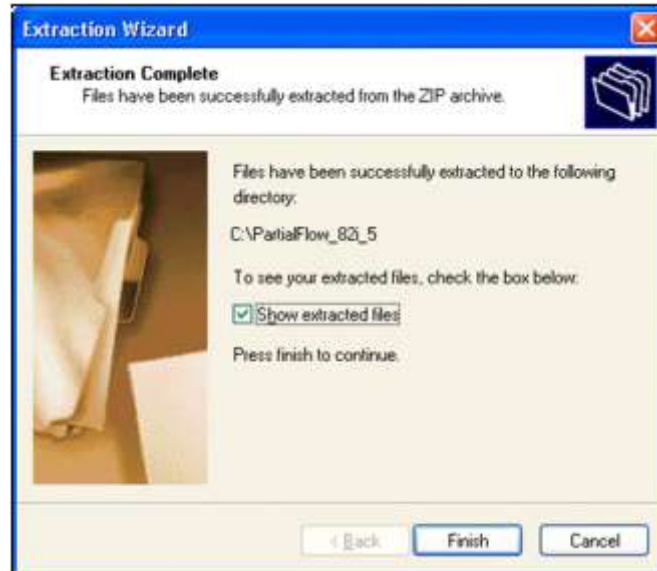 Extraction Wizard
Extraction Complete
Files have been successfully extracted from the ZIP archive.
Files have been successfully extracted to the following
directory:
C:\PartialFlow_82i_5
To see your extracted files, check the box below:
Show extracted files
Press finish to continue.
< Back Finish Cancel